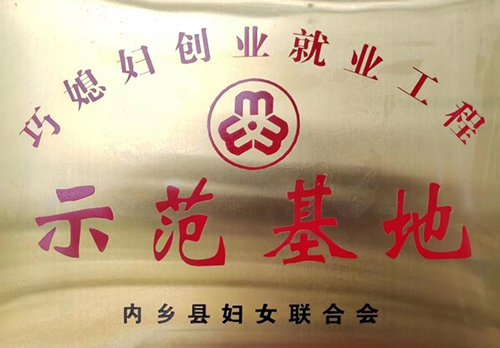 巧媳妇创业就业工程
示范基地
内乡县妇女联合会